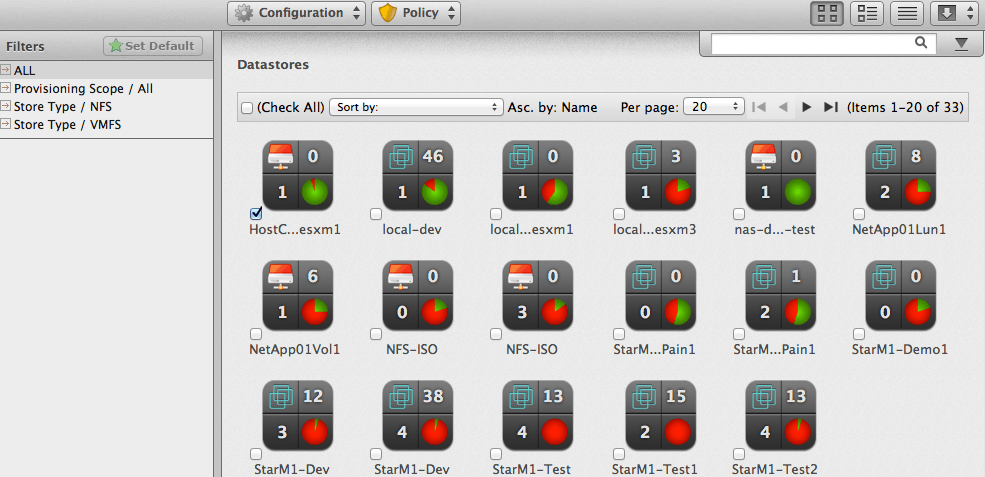 Configuration Policy
Filters Set Default
ALL
Provisioning Scope / All
Store Type / NFS
Store Type / VMFS
Datastores
(Check All) Sort by: Asc. by: Name Per page: 20 (Items 1-20 of 33)
0 46 0 3 0 8
1 1 1 1 1 2
HostC...esxm1 local-dev local...esxm1 local...esxm3 nas-d...-test NetApp01Lun1
6 0 0 0 1 0
1 0 3 0 2 0
NetApp01Vol1 NFS-ISO NFS-ISO StarM...Pain1 StarM...Pain1 StarM1-Demo1
12 38 13 15 13
3 4 4 2 4
StarM1-Dev StarM1-Dev StarM1-Test StarM1-Test1 StarM1-Test2